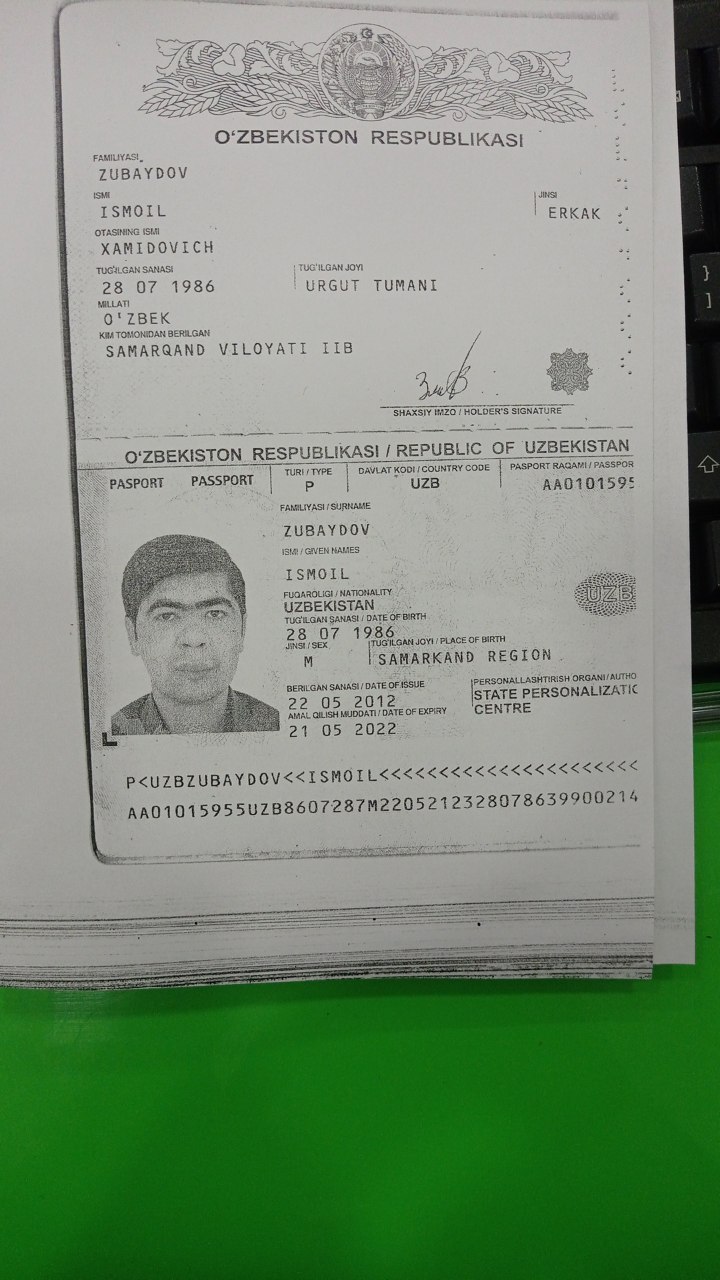 O'ZBEKISTON RESPUBLIKASI
FAMILIYASI
ZUBAYDOV
ISMI
JINSI
ISMOIL
ERKAK
OTASINING ISMI
XAMIDOVICH
TUG'ILGAN SANASI
TUG'ILGAN JOYI
28 07 1986
URGUT TUMANI
MILLATI
O'ZBEK
KIM TOMONIDAN BERILGAN
SAMARQAND VILOYATI IIB
SHAXSIY IMZO / HOLDER'S SIGNATURE
O'ZBEKISTON RESPUBLIKASI / REPUBLIC OF UZBEKISTAN
PASPORT PASSPORT
TURI / TYPE
P
DAVLAT KODI / COUNTRY CODE
UZB
PASPORT RAQAMI / PASSPOR
AA0101595
FAMILIYASI / SURNAME
ZUBAYDOV
ISMI / GIVEN NAMES
ISMOIL
FUQAROLIGI / NATIONALITY
UZBEKISTAN
UZB
TUG'ILGAN SANASI / DATE OF BIRTH
28 07 1986
JINSI / SEX
M
TUG'ILGAN JOYI / PLACE OF BIRTH
SAMARKAND REGION
BERILGAN SANASI / DATE OF ISSUE
22 05 2012
PERSONALLASHTIRISH ORGANI / AUTHO
STATE PERSONALIZATIC
CENTRE
AMAL QILISH MUDDATI / DATE OF EXPIRY
21 05 2022
P<UZBZUBAYDOV<<ISMOIL<<<<<<<<<<<<<<<<<<<<<<<
AA01015955UZB8607287M22052123280786399002​14